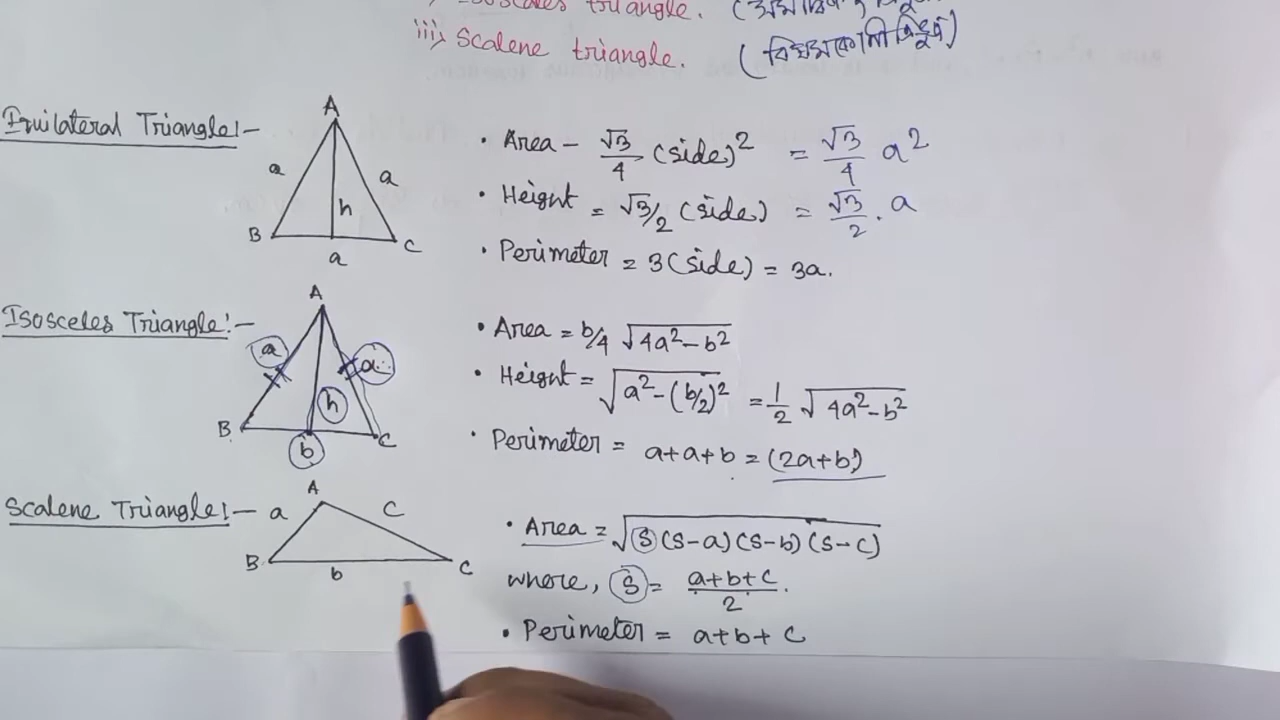 triangle.
iii) Scalene triangle. (বিষমকোণী ত্রিভূজ)
Equilateral Triangle:-
A
a
a
h
B
C
a
• Area - √3/4 (side)² = √3/4 a²
• Height = √3/2 (side) = √3/2 . a
• Perimeter = 3(side) = 3a.
Isosceles Triangle:-
A
a
a
h
B
C
b
• Area = b/4 √(4a²-b²)
• Height = √(a²-(b/2)²) = 1/2 √(4a²-b²)
• Perimeter = a+a+b = (2a+b)
Scalene Triangle:-
A
a
c
B
C
b
• Area = √(S(S-a)(S-b)(S-c))
where, S = (a+b+c)/2.
• Perimeter = a+b+c